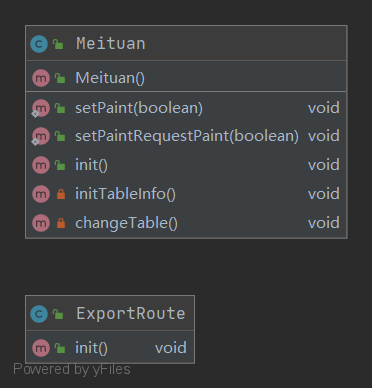 C Meituan
m Meituan()
m setPaint(boolean) void
m setPaintRequestPaint(boolean) void
m init() void
m initTableInfo() void
m changeTable() void
C ExportRoute
m init() void
Powered by yFiles